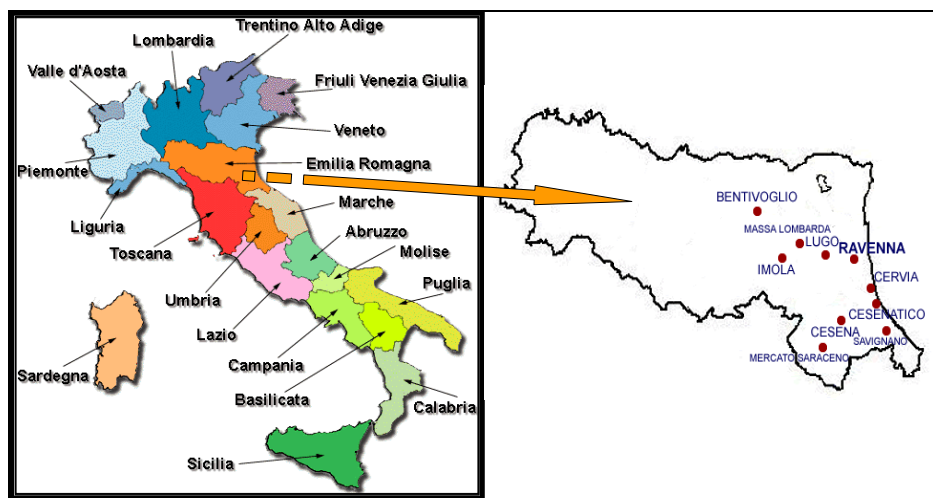 Trentino Alto Adige
Lombardia
Valle d'Aosta
Friuli Venezia Giulia
Veneto
Piemonte
Emilia Romagna
Liguria
Marche
Toscana
Abruzzo
Molise
Umbria
Puglia
Lazio
Campania
Sardegna
Basilicata
Calabria
Sicilia
BENTIVOGLIO
MASSA LOMBARDA
LUGO
RAVENNA
IMOLA
CERVIA
CESENATICO
CESENA
SAVIGNANO
MERCATO SARACENO